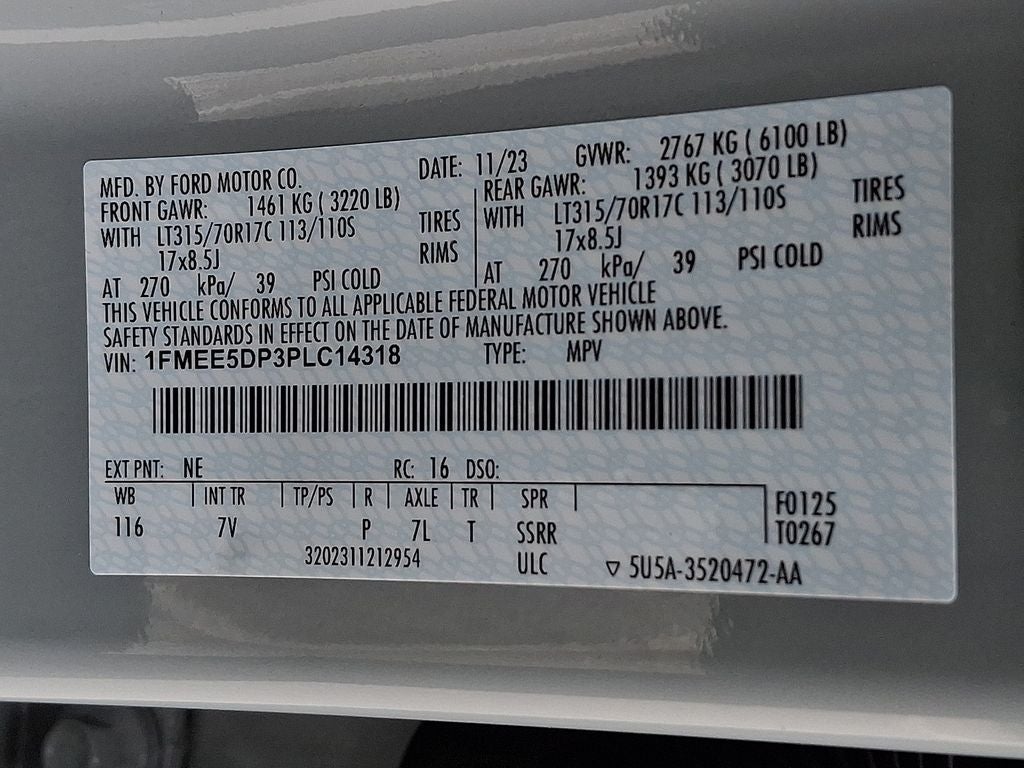 MFD. BY FORD MOTOR CO. DATE: 11/23 GVWR: 2767 KG ( 6100 LB)
FRONT GAWR: 1461 KG ( 3220 LB) REAR GAWR: 1393 KG ( 3070 LB)
WITH LT315/70R17C 113/110S TIRES WITH LT315/70R17C 113/110S TIRES
17x8.5J RIMS 17x8.5J RIMS
AT 270 kPa/ 39 PSI COLD AT 270 kPa/ 39 PSI COLD
THIS VEHICLE CONFORMS TO ALL APPLICABLE FEDERAL MOTOR VEHICLE
SAFETY STANDARDS IN EFFECT ON THE DATE OF MANUFACTURE SHOWN ABOVE.
VIN: 1FMEE5DP3PLC14318 TYPE: MPV
EXT PNT: NE RC: 16 DSO:
WB INT TR TP/PS R AXLE TR SPR F0125
116 7V P 7L T SSRR T0267
3202311212954 ULC ▽ 5U5A-3520472-AA